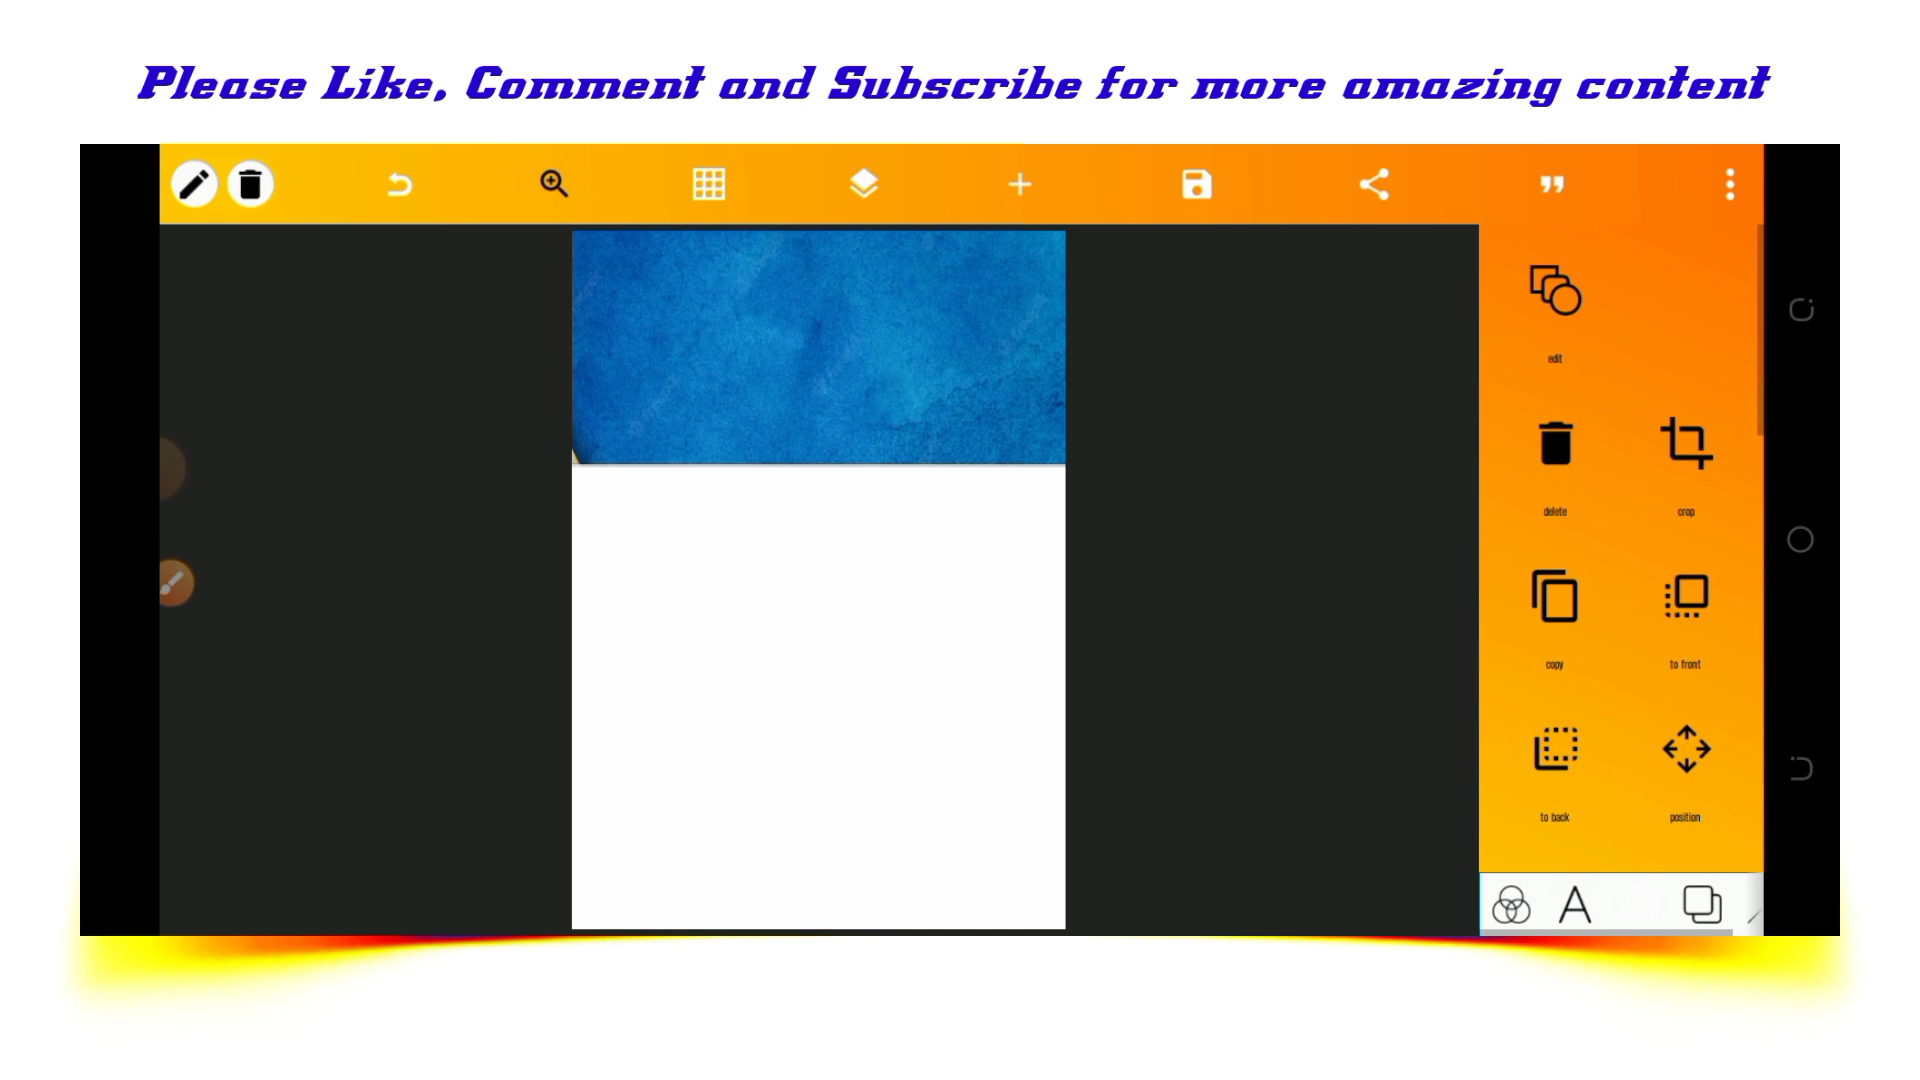 Please Like, Comment and Subscribe for more amazing content
edit
delete
crop
copy
to front
to back
position